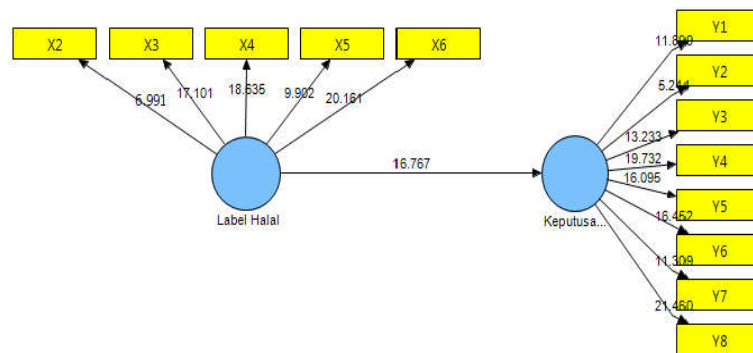 X2
X3
X4
X5
X6
Y1
Y2
Y3
Y4
Y5
Y6
Y7
Y8
6.991
17.101
18.635
9.902
20.161
16.767
5.244
13.233
19.732
16.095
16.452
11.309
21.460
Label Halal
Keputusa...